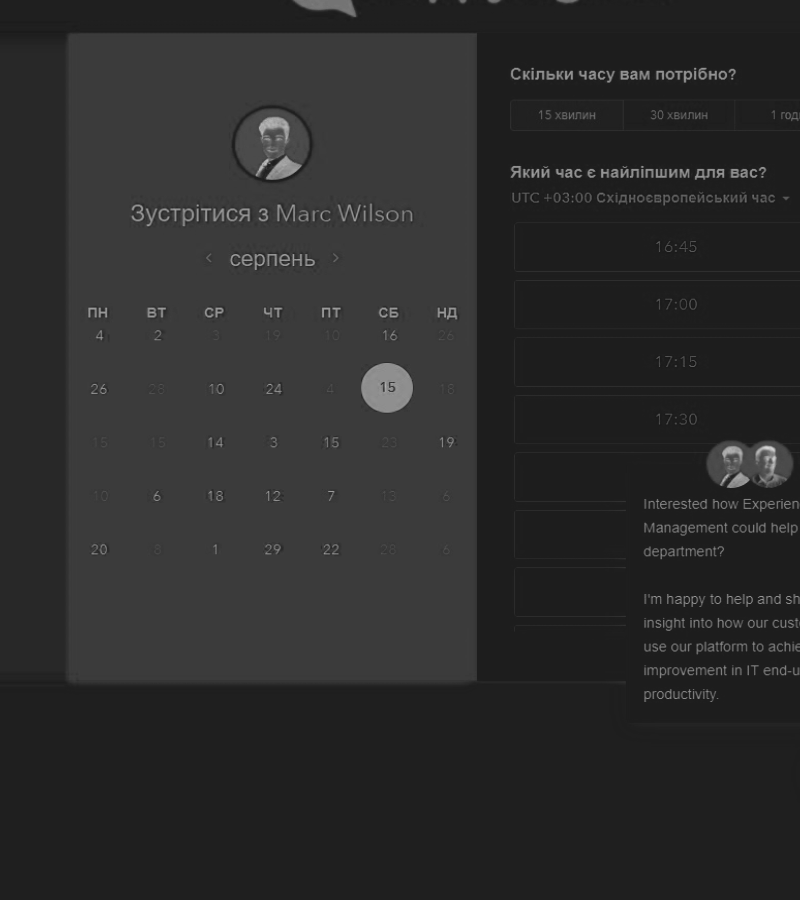 Зустрітися з Marc Wilson
серпень
ПН ВТ СР ЧТ ПТ СБ НД
4 2 3 19 10 16 26
26 28 10 24 4 15 18
15 15 14 3 15 23 19
10 6 18 12 7 13 6
20 8 1 29 22 28 6
Скільки часу вам потрібно?
15 хвилин 30 хвилин 1 год
Який час є найліпшим для вас?
UTC +03:00 Східноєвропейський час
16:45
17:00
17:15
17:30
Interested how Experien
Management could help
department?
I'm happy to help and sh
insight into how our cust
use our platform to achie
improvement in IT end-u
productivity.